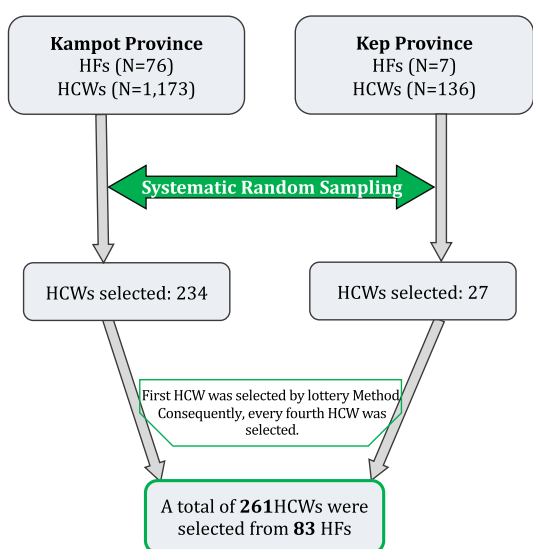 Kampot Province
HFs (N=76)
HCWs (N=1,173)
Kep Province
HFs (N=7)
HCWs (N=136)
Systematic Random Sampling
HCWs selected: 234
HCWs selected: 27
First HCW was selected by lottery Method
Consequently, every fourth HCW was
selected.
A total of 261HCWs were
selected from 83 HFs